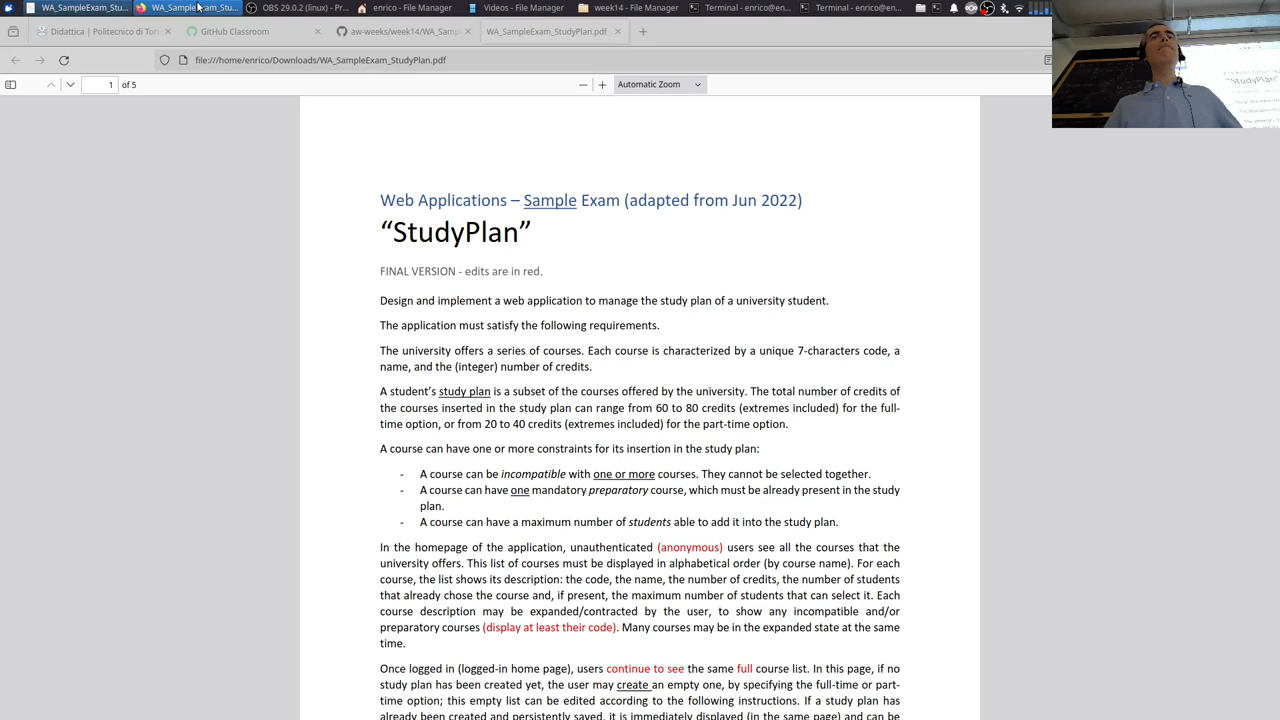 WA_SampleExam_StudyPl...
WA_SampleExam_Stu...
OBS 29.0.2 (linux) - Pr...
enrico - File Manager
Videos - File Manager
week14 - File Manager
Terminal - enrico@en...
Terminal - enrico@en...
Didattica | Politecnico di Tori
GitHub Classroom
aw-weeks/week14/WA_Samp
WA_SampleExam_StudyPlan.pdf
file:///home/enrico/Downloads/WA_SampleExam_StudyPlan.pdf
1 of 5
Automatic Zoom
Web Applications – Sample Exam (adapted from Jun 2022)
“StudyPlan”
FINAL VERSION - edits are in red.
Design and implement a web application to manage the study plan of a university student.
The application must satisfy the following requirements.
The university offers a series of courses. Each course is characterized by a unique 7-characters code, a
name, and the (integer) number of credits.
A student’s study plan is a subset of the courses offered by the university. The total number of credits of
the courses inserted in the study plan can range from 60 to 80 credits (extremes included) for the full-
time option, or from 20 to 40 credits (extremes included) for the part-time option.
A course can have one or more constraints for its insertion in the study plan:
- A course can be incompatible with one or more courses. They cannot be selected together.
- A course can have one mandatory preparatory course, which must be already present in the study
plan.
- A course can have a maximum number of students able to add it into the study plan.
In the homepage of the application, unauthenticated (anonymous) users see all the courses that the
university offers. This list of courses must be displayed in alphabetical order (by course name). For each
course, the list shows its description: the code, the name, the number of credits, the number of students
that already chose the course and, if present, the maximum number of students that can select it. Each
course description may be expanded/contracted by the user, to show any incompatible and/or
preparatory courses (display at least their code). Many courses may be in the expanded state at the same
time.
Once logged in (logged-in home page), users continue to see the same full course list. In this page, if no
study plan has been created yet, the user may create an empty one, by specifying the full-time or part-
time option; this empty list can be edited according to the following instructions. If a study plan has
already been created and persistently saved, it is immediately displayed (in the same page) and can be
"StudyPlan"